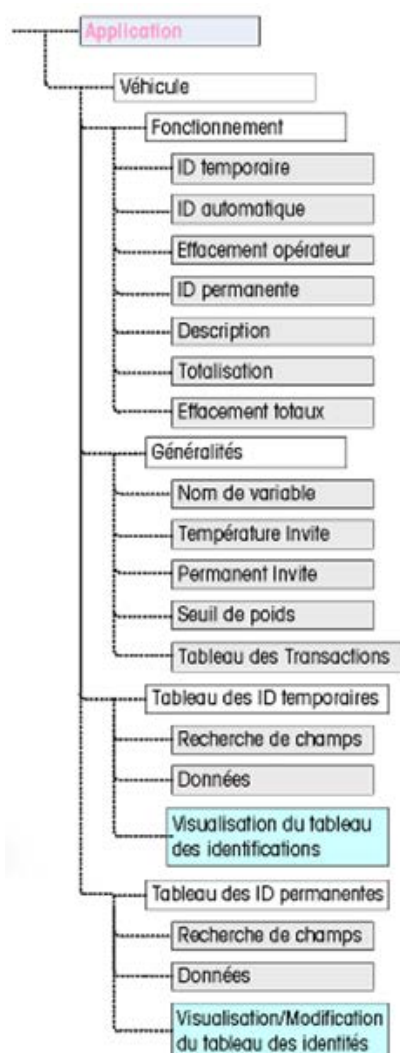 Application
Véhicule
Fonctionnement
ID temporaire
ID automatique
Effacement opérateur
ID permanente
Description
Totalisation
Effacement totaux
Généralités
Nom de variable
Température Invite
Permanent Invite
Seuil de poids
Tableau des Transactions
Tableau des ID temporaires
Recherche de champs
Données
Visualisation du tableau
des identifications
Tableau des ID permanentes
Recherche de champs
Données
Visualisation/Modification
du tableau des identités